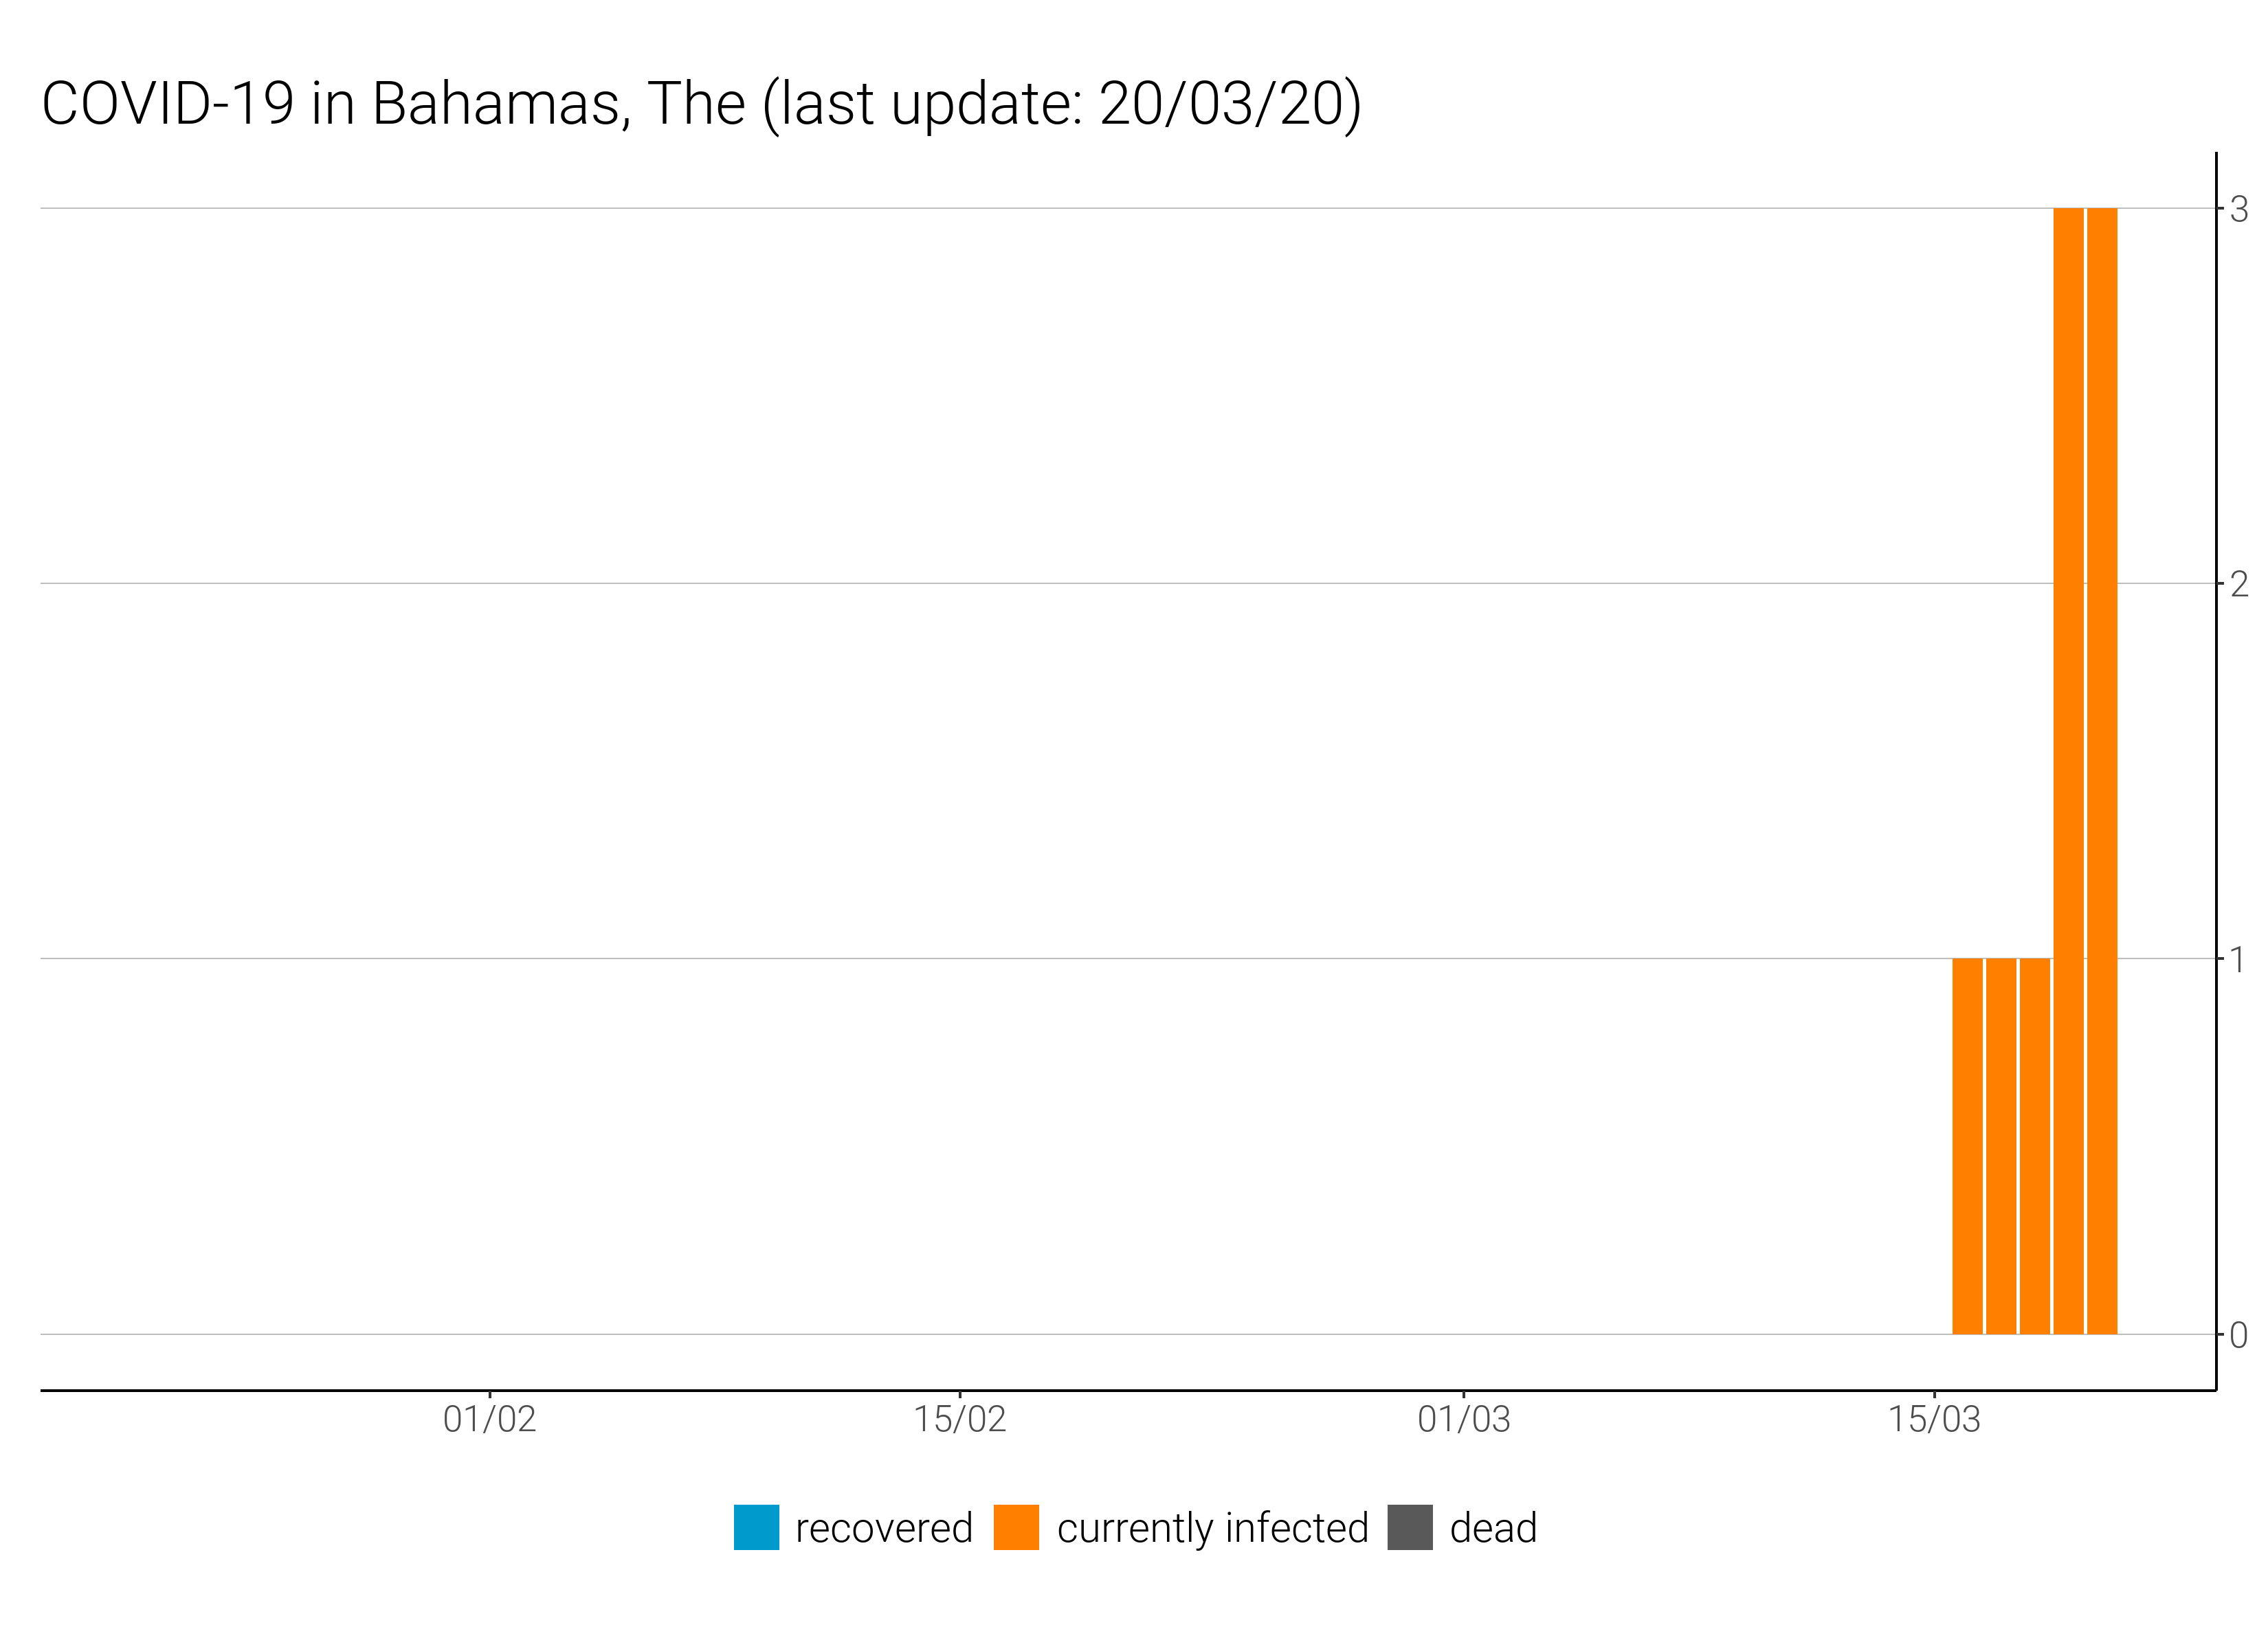 COVID-19 in Bahamas, The (last update: 20/03/20)
3
2
1
0
01/02 15/02 01/03 15/03
recovered currently infected dead